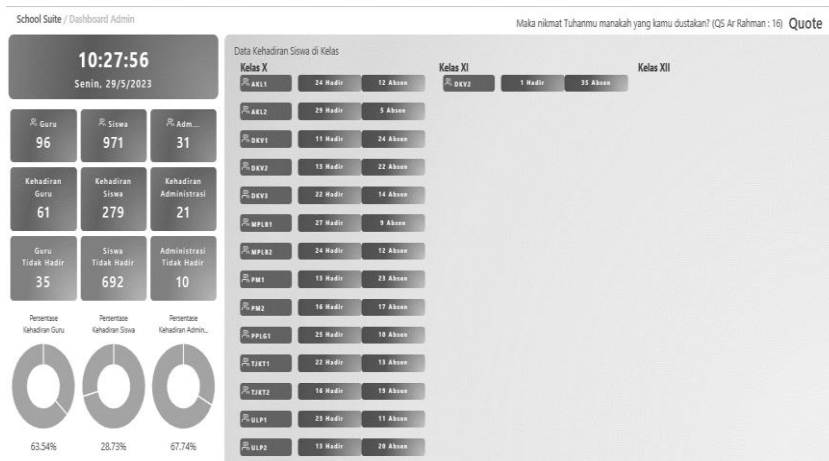 School Suite / Dashboard Admin
Maka nikmat Tuhanmu manakah yang kamu dustakan? (QS Ar Rahman : 16) Quote
10:27:56
Senin, 29/5/2023
Guru
96
Siswa
971
Adm...
31
Kehadiran Guru
61
Kehadiran Siswa
279
Kehadiran Administrasi
21
Guru Tidak Hadir
35
Siswa Tidak Hadir
692
Administrasi Tidak Hadir
10
Persentase Kehadiran Guru
Persentase Kehadiran Siswa
Persentase Kehadiran Admin...
63.54%
28.73%
67.74%
Data Kehadiran Siswa di Kelas
Kelas X
AKL1 24 Hadir 12 Absen
AKL2 29 Hadir 5 Absen
DKV1 11 Hadir 24 Absen
DKV2 13 Hadir 22 Absen
DKV3 22 Hadir 14 Absen
MPLB1 27 Hadir 9 Absen
MPLB2 24 Hadir 12 Absen
PM1 13 Hadir 23 Absen
PM2 16 Hadir 17 Absen
PPLG1 25 Hadir 10 Absen
TJKT1 22 Hadir 13 Absen
TJKT2 16 Hadir 19 Absen
ULP1 23 Hadir 11 Absen
ULP2 13 Hadir 20 Absen
Kelas XI
DKV2 1 Hadir 35 Absen
Kelas XII